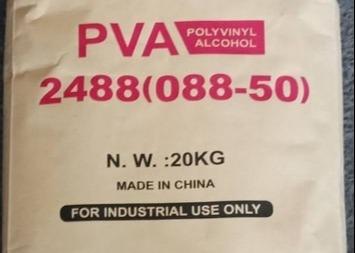 PVA POLYVINYL
ALCOHOL
2488(088-50)
N. W. :20KG
MADE IN CHINA
FOR INDUSTRIAL USE ONLY